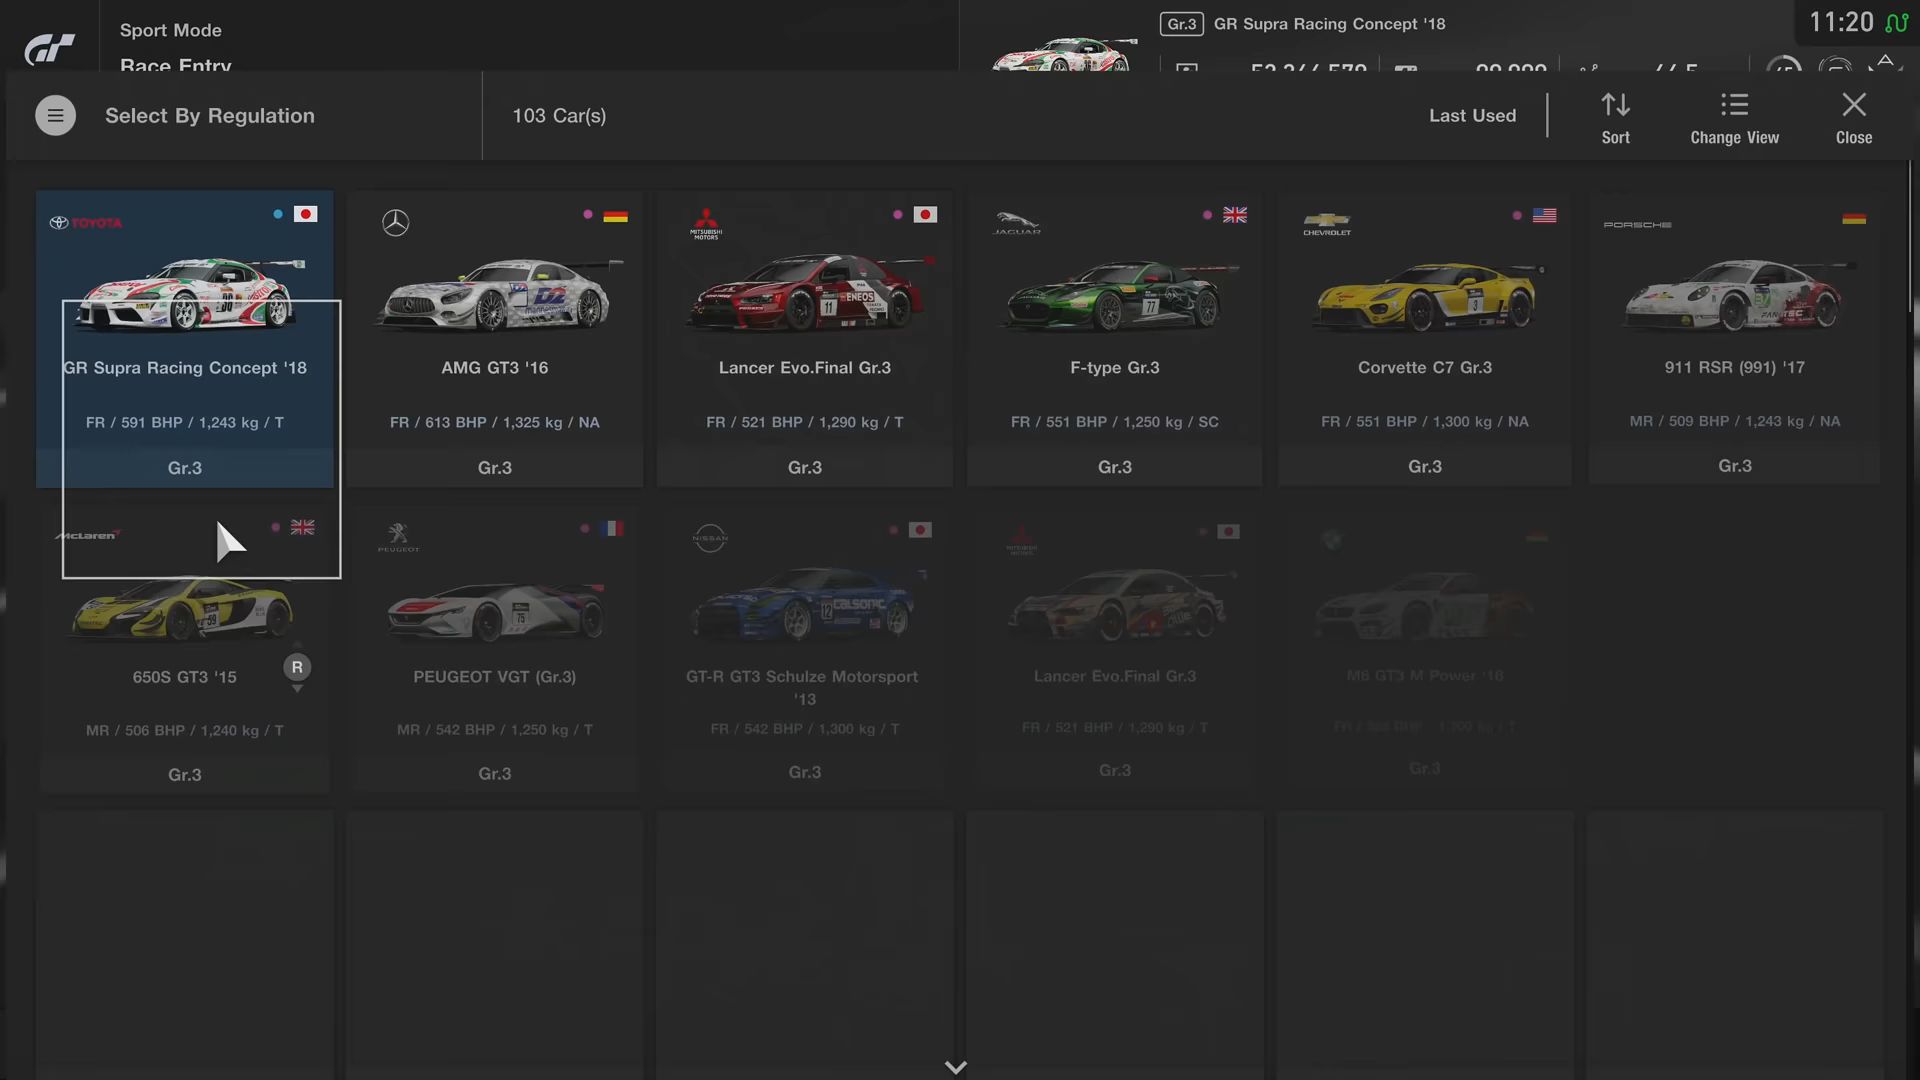 Sport Mode
Race Entry
Gr.3 GR Supra Racing Concept '18
11:20
Select By Regulation
103 Car(s)
Last Used
Sort
Change View
Close
TOYOTA
MITSUBISHI MOTORS
JAGUAR
CHEVROLET
PORSCHE
GR Supra Racing Concept '18
AMG GT3 '16
Lancer Evo.Final Gr.3
F-type Gr.3
Corvette C7 Gr.3
911 RSR (991) '17
FR / 591 BHP / 1,243 kg / T
FR / 613 BHP / 1,325 kg / NA
FR / 521 BHP / 1,290 kg / T
FR / 551 BHP / 1,250 kg / SC
FR / 551 BHP / 1,300 kg / NA
MR / 509 BHP / 1,243 kg / NA
Gr.3
Gr.3
Gr.3
Gr.3
Gr.3
Gr.3
McLaren
PEUGEOT
NISSAN
MITSUBISHI MOTORS
650S GT3 '15
R
PEUGEOT VGT (Gr.3)
GT-R GT3 Schulze Motorsport
'13
Lancer Evo.Final Gr.3
M6 GT3 M Power '16
MR / 506 BHP / 1,240 kg / T
MR / 542 BHP / 1,250 kg / T
FR / 542 BHP / 1,300 kg / T
FR / 521 BHP / 1,290 kg / T
Gr.3
Gr.3
Gr.3
Gr.3
Gr.3